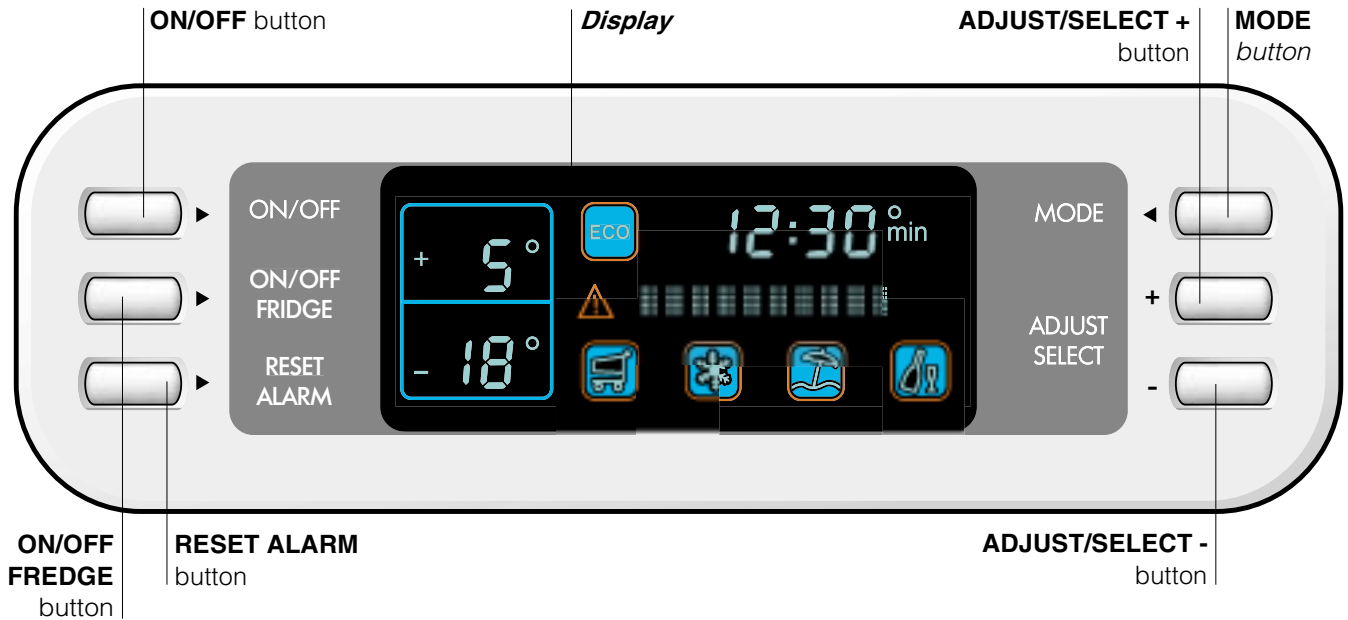 ON/OFF button
Display
ADJUST/SELECT +
button
MODE
button
ON/OFF
ON/OFF
FRIDGE
RESET
ALARM
+ 5°
- 18°
ECO
12:30 °
min
MODE
+
ADJUST
SELECT
-
ON/OFF
FREDGE
button
RESET ALARM
button
ADJUST/SELECT -
button